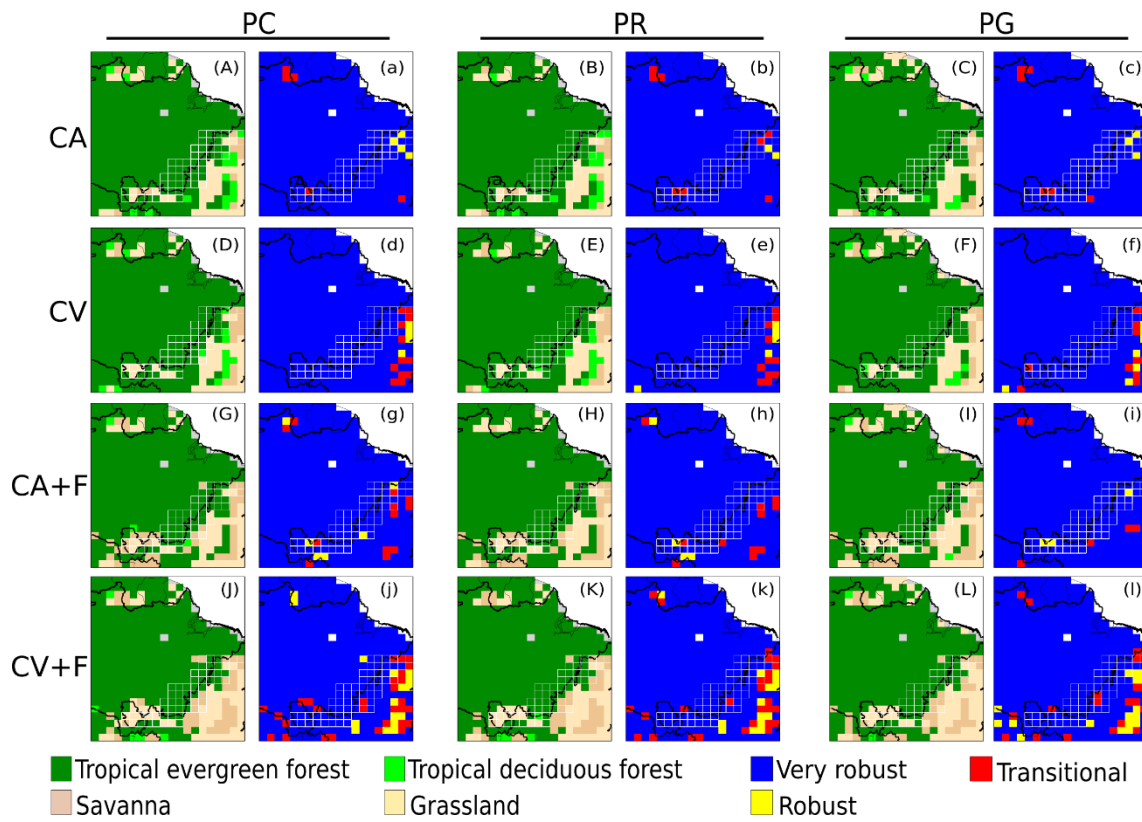 PC PR PG
CA (A) (a) (B) (b) (C) (c)
CV (D) (d) (E) (e) (F) (f)
CA+F (G) (g) (H) (h) (I) (i)
CV+F (J) (j) (K) (k) (L) (l)
Tropical evergreen forest Tropical deciduous forest Very robust Transitional
Savanna Grassland Robust